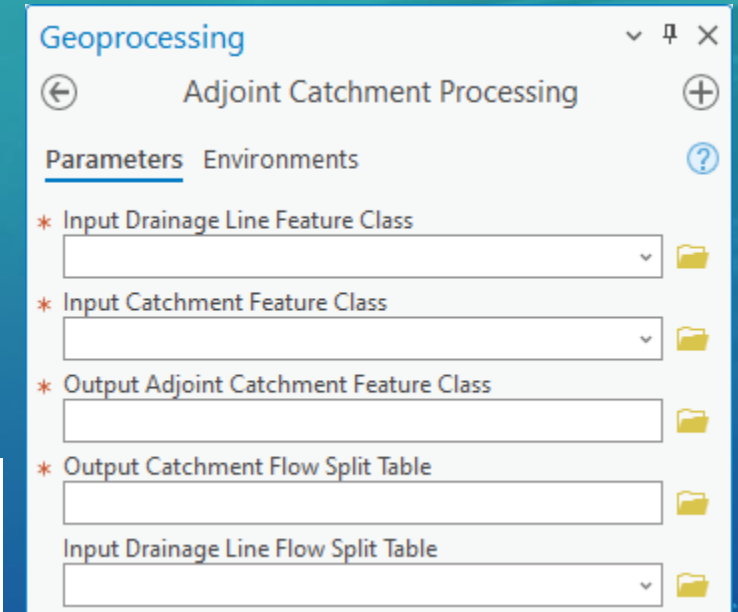 Geoprocessing
Adjoint Catchment Processing
Parameters Environments
* Input Drainage Line Feature Class
* Input Catchment Feature Class
* Output Adjoint Catchment Feature Class
* Output Catchment Flow Split Table
Input Drainage Line Flow Split Table